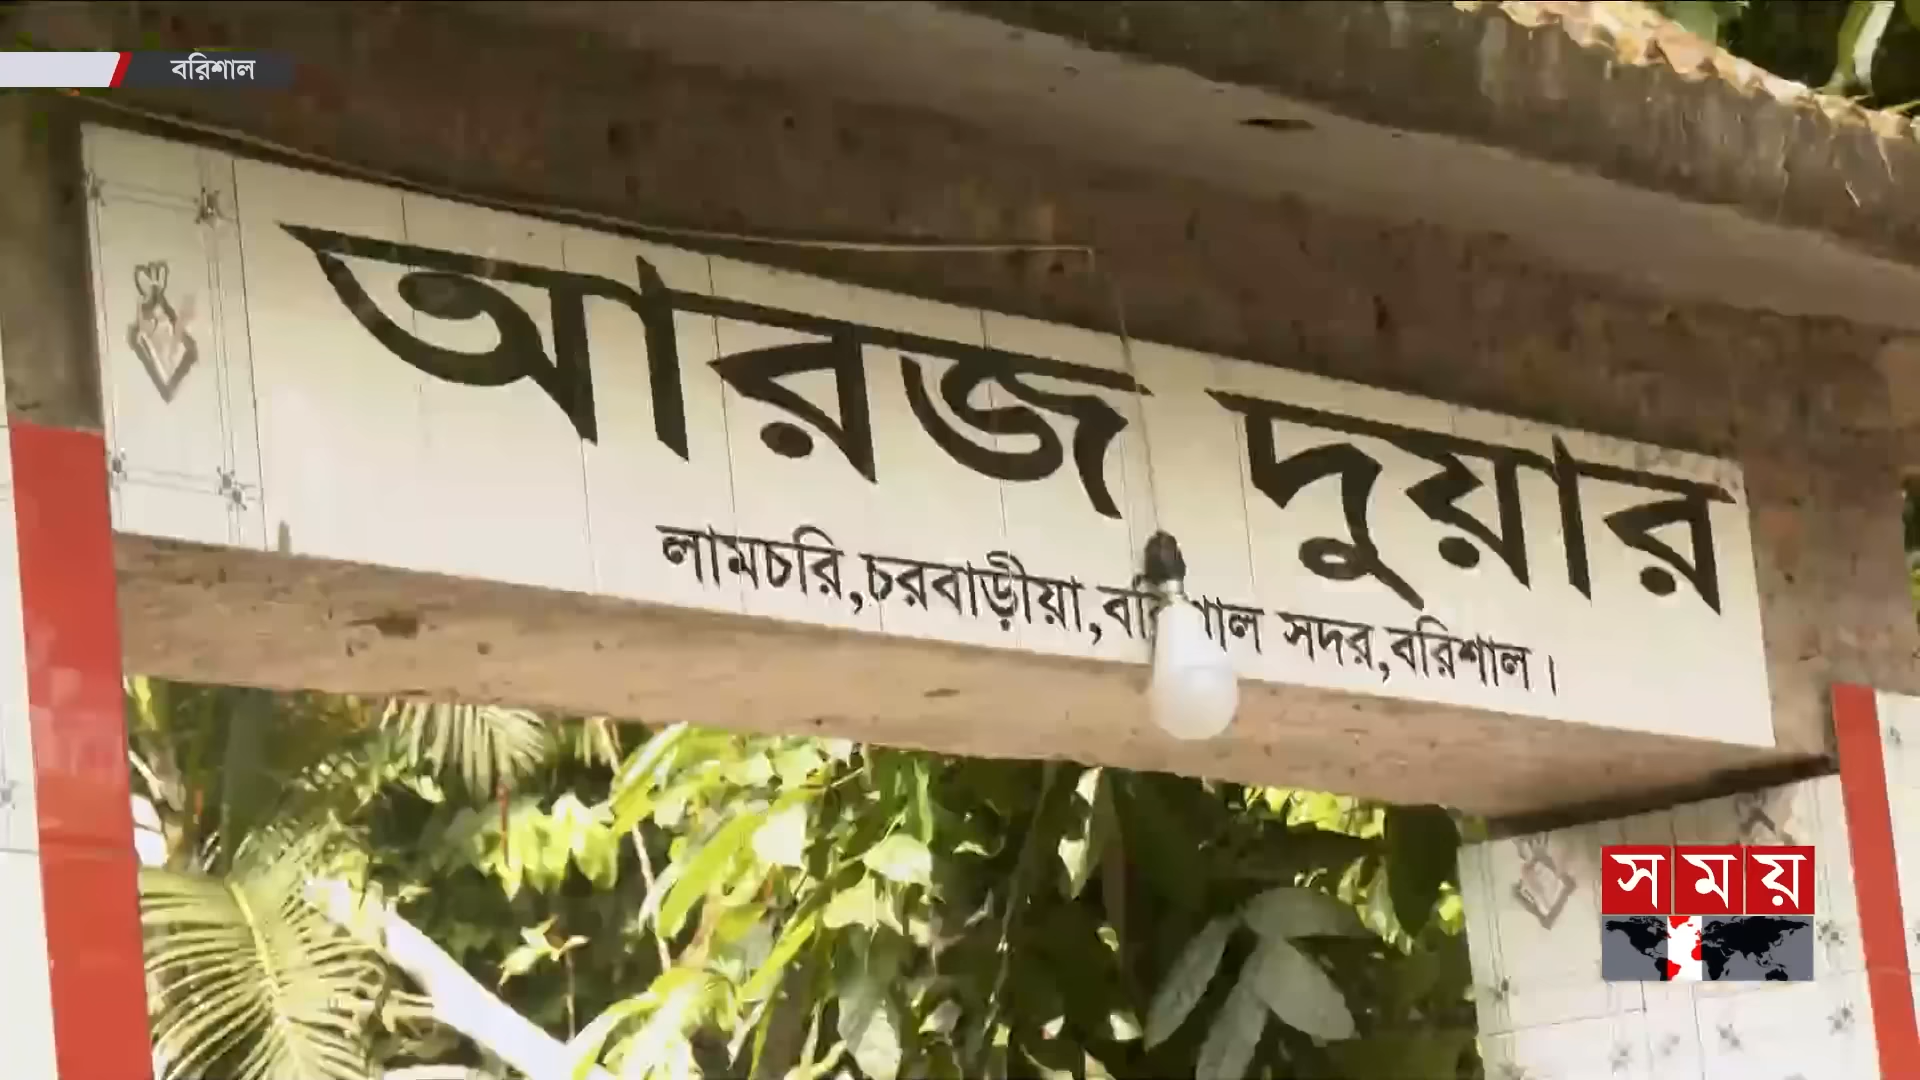 বরিশাল
আরজ দুয়ার
লামচরি,চরবাড়ীয়া,বরিশাল সদর,বরিশাল।
সময়